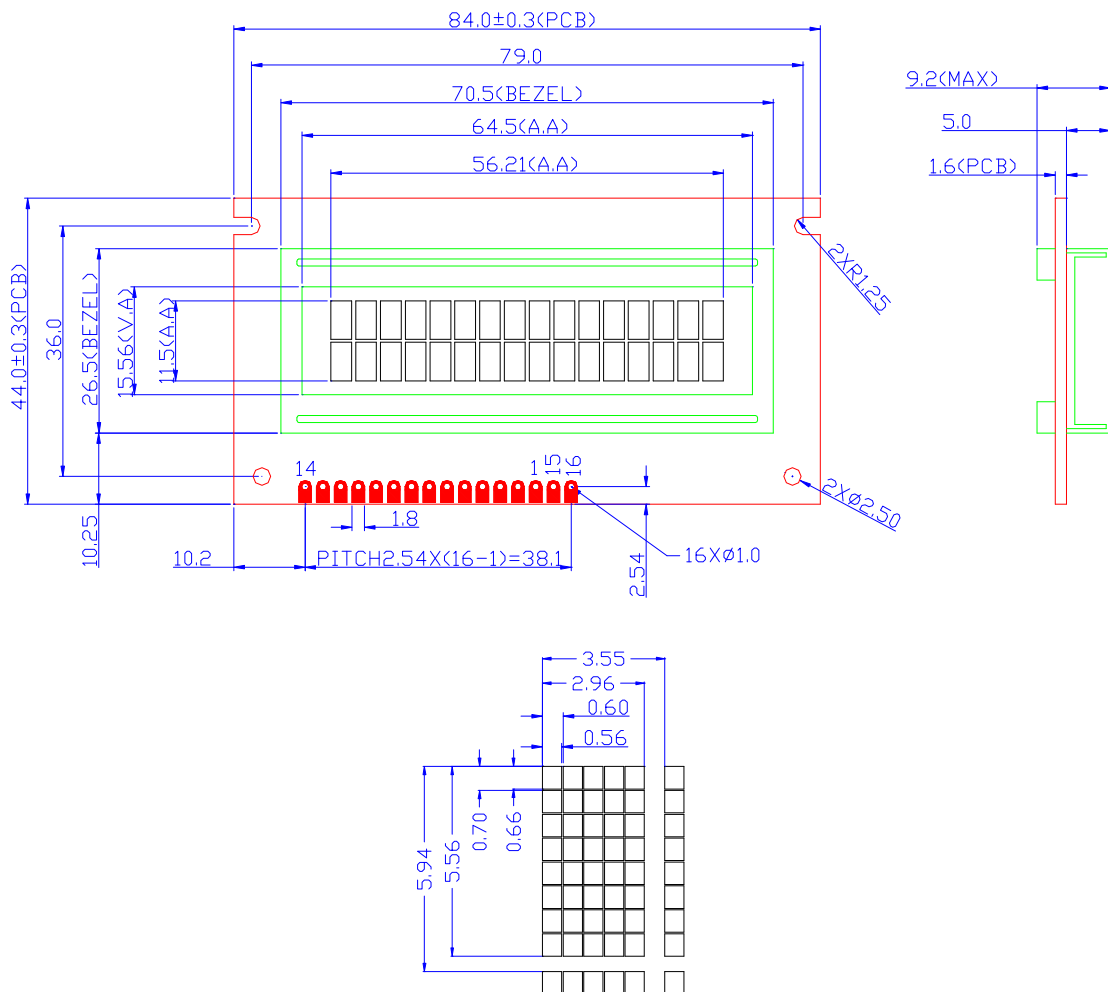 84.0±0.3(PCB)
79.0
70.5(BEZEL)
64.5(A.A)
56.21(A.A)
9.2(MAX)
5.0
1.6(PCB)
44.0±0.3(PCB)
36.0
26.5(BEZEL)
15.56(V.A)
11.5(A.A)
2XR1.25
14
1
15
16
2XØ2.50
10.25
10.2
1.8
PITCH2.54X(16-1)=38.1
2.54
16XØ1.0
3.55
2.96
0.60
0.56
0.70
0.66
5.94
5.56